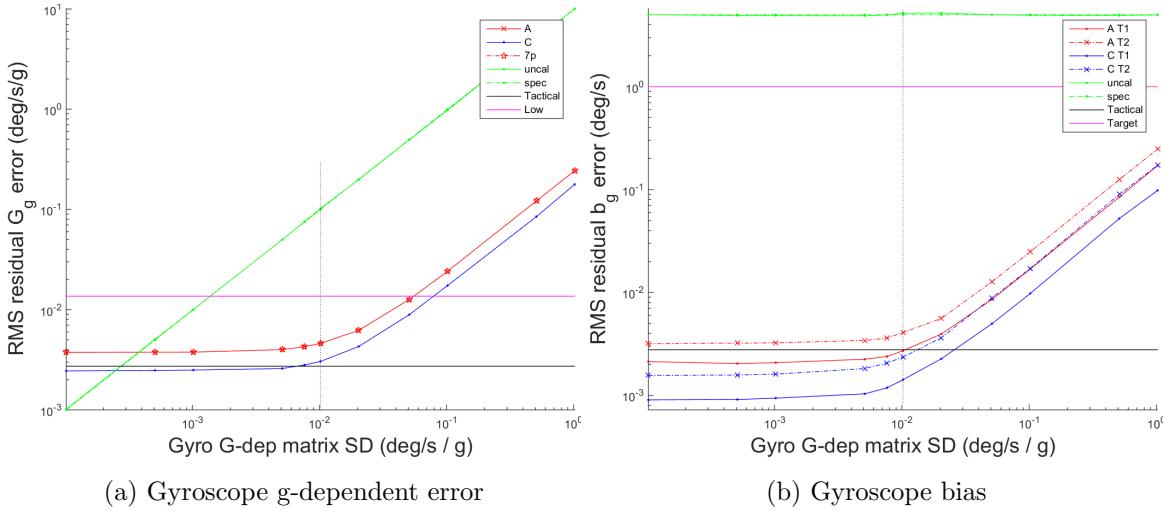 10^1
10^0
10^-1
10^-2
10^-3
RMS residual G_g error (deg/s/g)
10^-3
10^-2
10^-1
10^0
Gyro G-dep matrix SD (deg/s / g)
A
C
7p
uncal
spec
Tactical
Low
(a) Gyroscope g-dependent error
10^0
10^-1
10^-2
10^-3
RMS residual b_g error (deg/s)
10^-3
10^-2
10^-1
10^0
Gyro G-dep matrix SD (deg/s / g)
A T1
A T2
C T1
C T2
uncal
spec
Tactical
Target
(b) Gyroscope bias